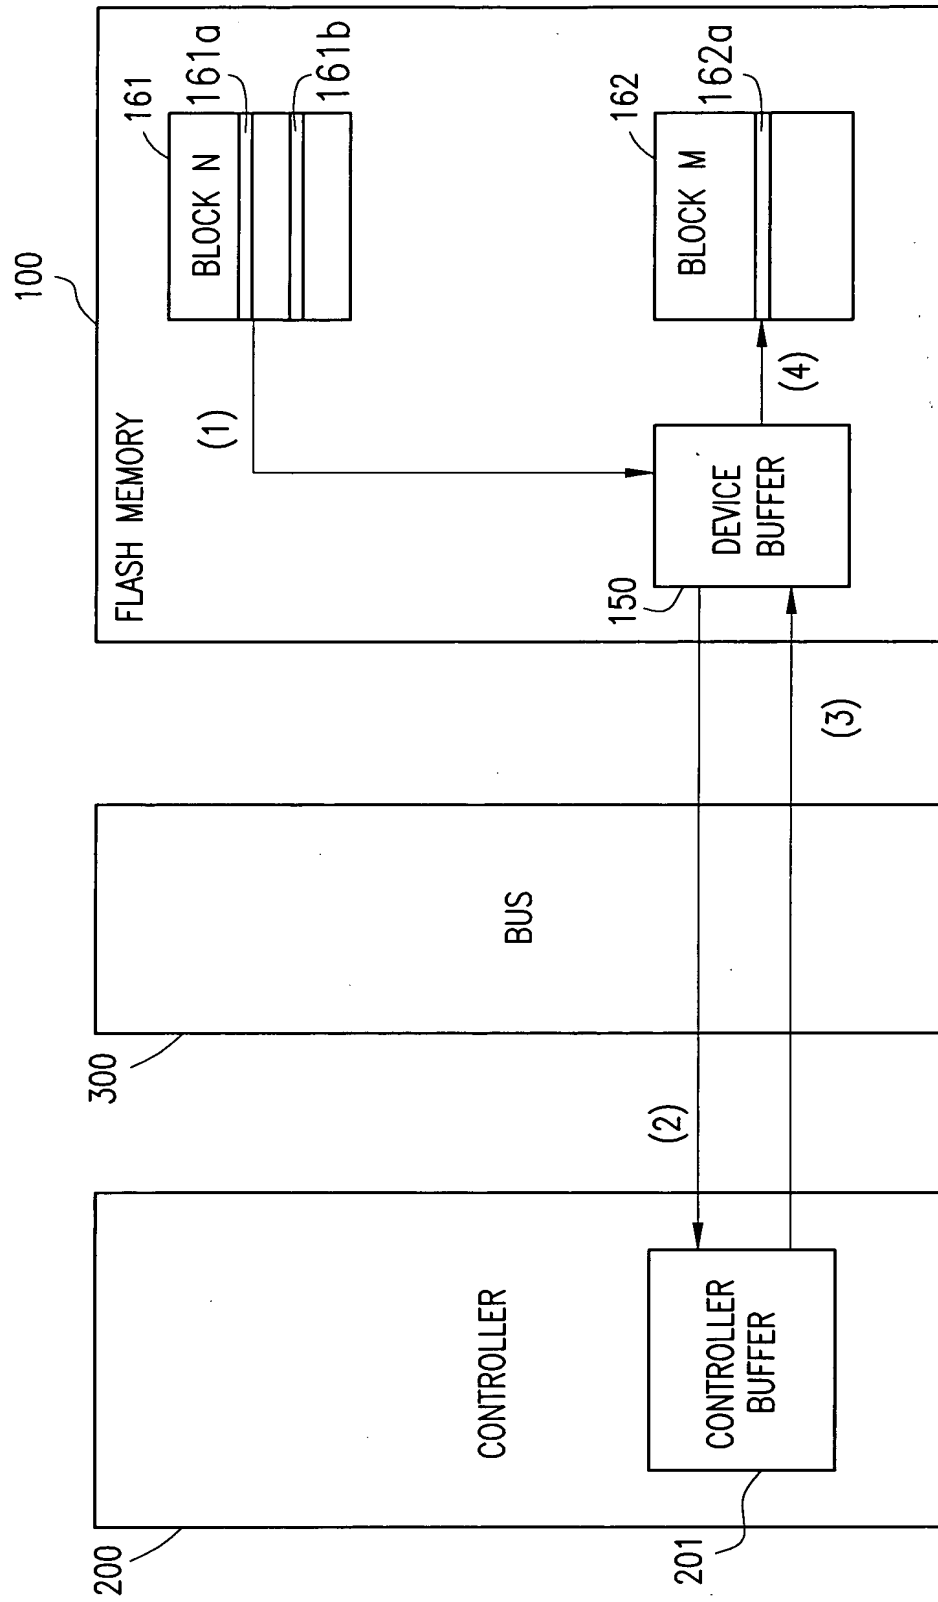 100
FLASH MEMORY
161
BLOCK N
161a
161b
(1)
162
BLOCK M
162a
(4)
150
DEVICE
BUFFER
(3)
300
BUS
(2)
200
CONTROLLER
CONTROLLER
BUFFER
201